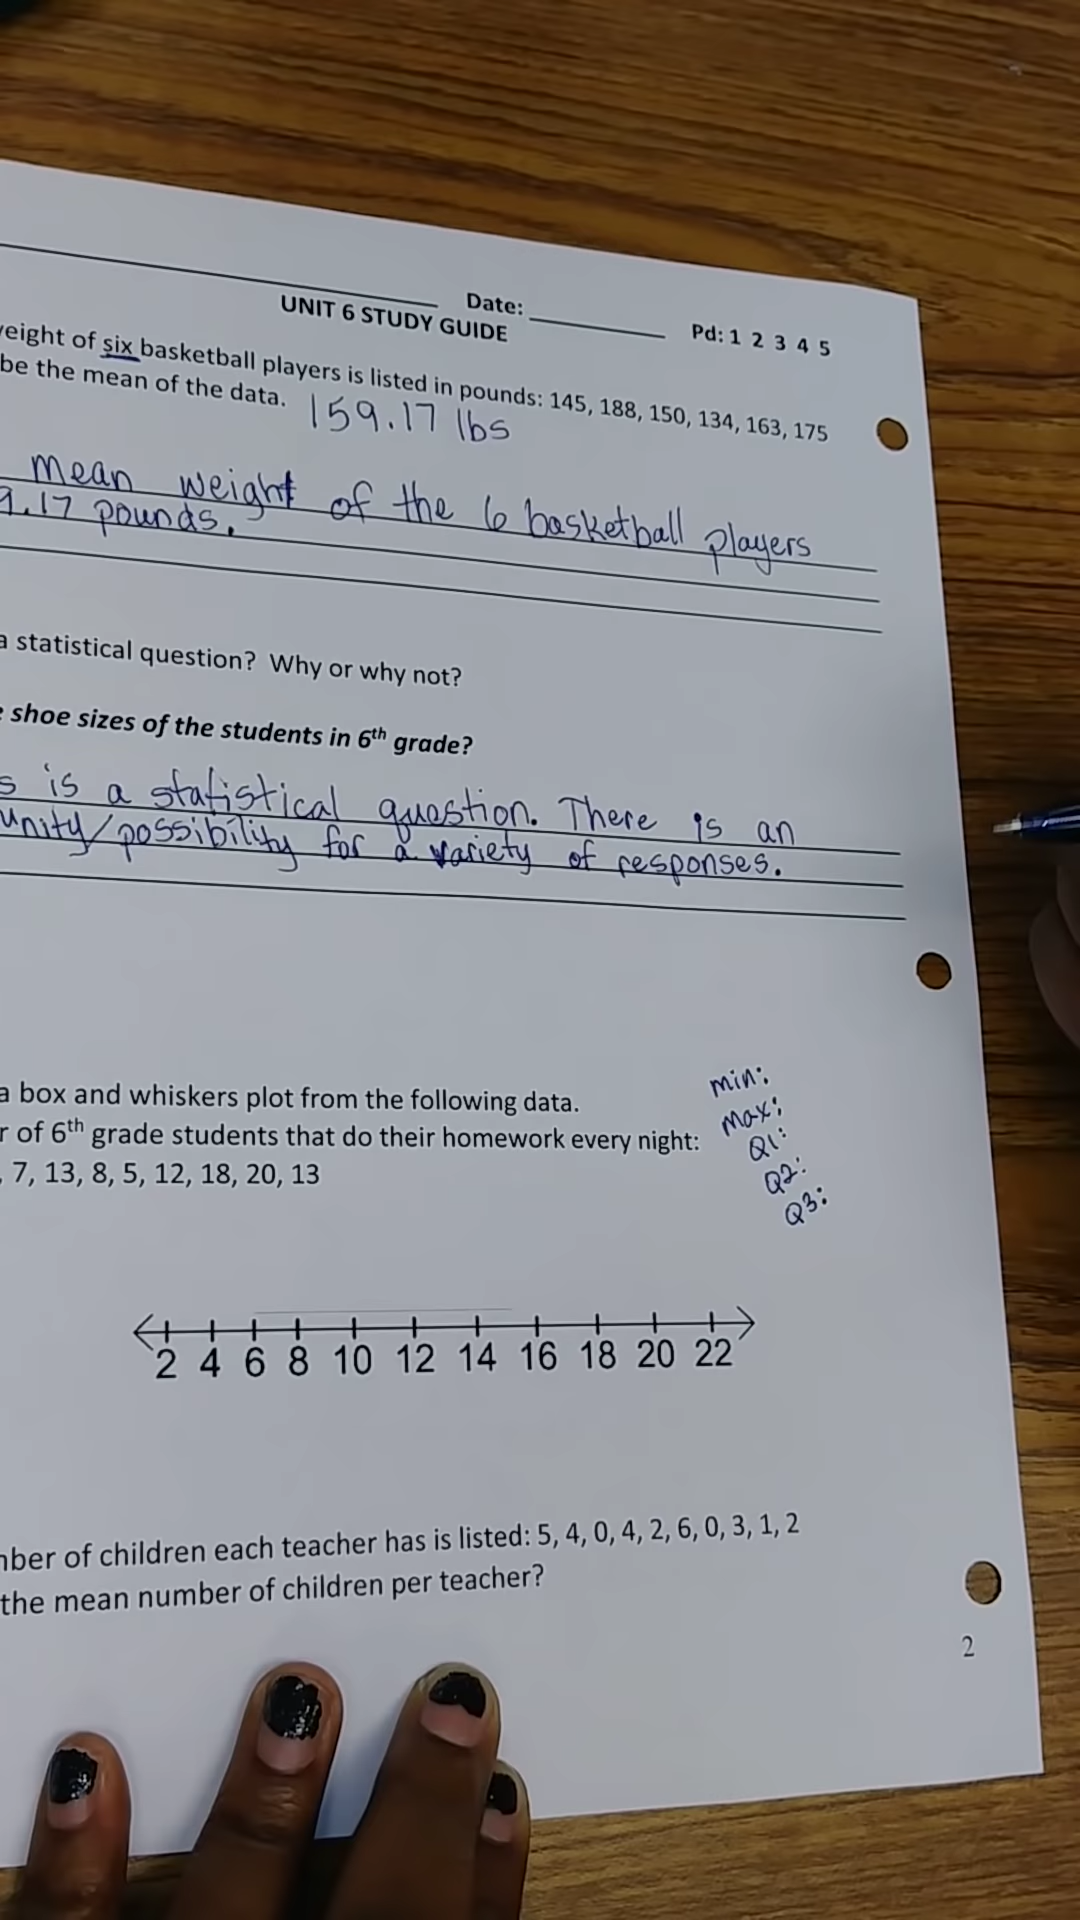 Date:
UNIT 6 STUDY GUIDE
Pd: 1 2 3 4 5
of six basketball players is listed in pounds: 145, 188, 150, 134, 163, 175
be the mean of the data. 159.17 lbs
mean weight of the 6 basketball players
9.17 pounds.
a statistical question? Why or why not?
shoe sizes of the students in 6th grade?
s is a statistical question. There is an
unity/possibility for a variety of responses.
a box and whiskers plot from the following data.
r of 6th grade students that do their homework every night:
7, 13, 8, 5, 12, 18, 20, 13
min:
max:
Q1:
Q2:
Q3:
2 4 6 8 10 12 14 16 18 20 22
of children each teacher has is listed: 5, 4, 0, 4, 2, 6, 0, 3, 1, 2
the mean number of children per teacher?
2